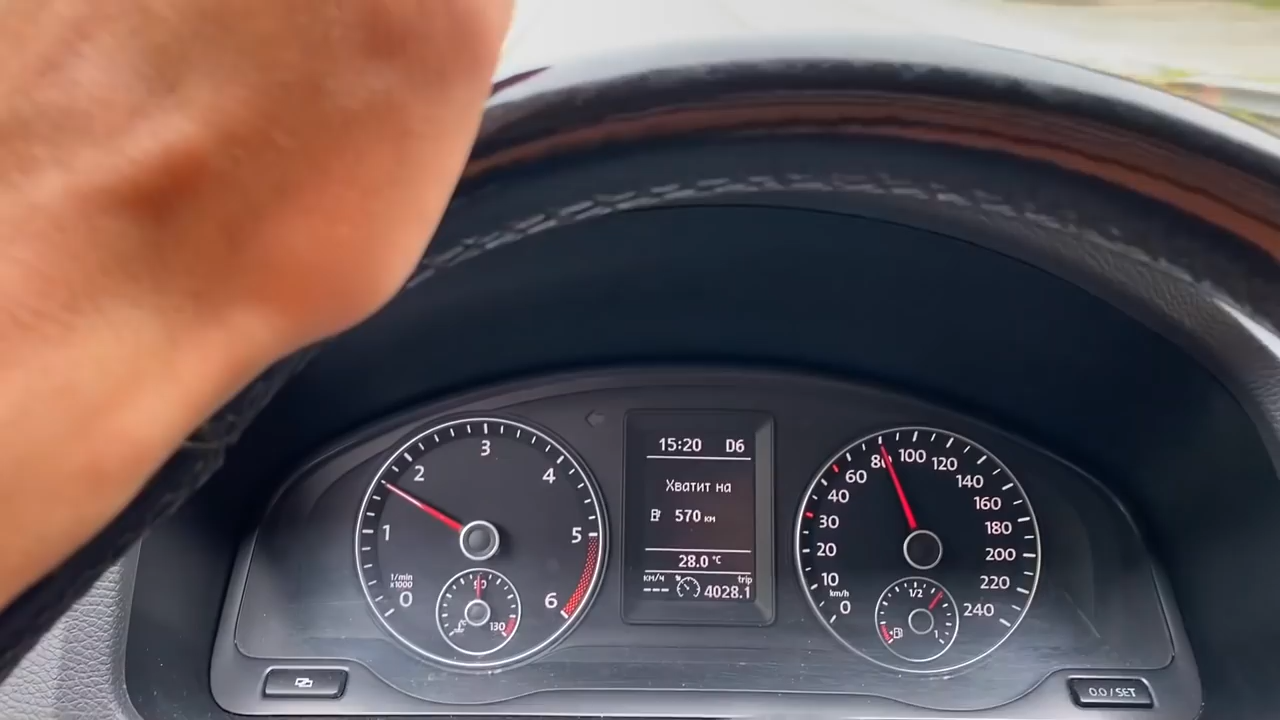 15:20 D6
Хватит на
570 км
28.0 °C
км/ч trip
--- 4028.1
0 1 2 3 4 5 6
1/min
x1000
90
130
0 10 20 30 40 60 80 100 120 140 160 180 200 220 240
km/h
1/2
1
0.0 / SET